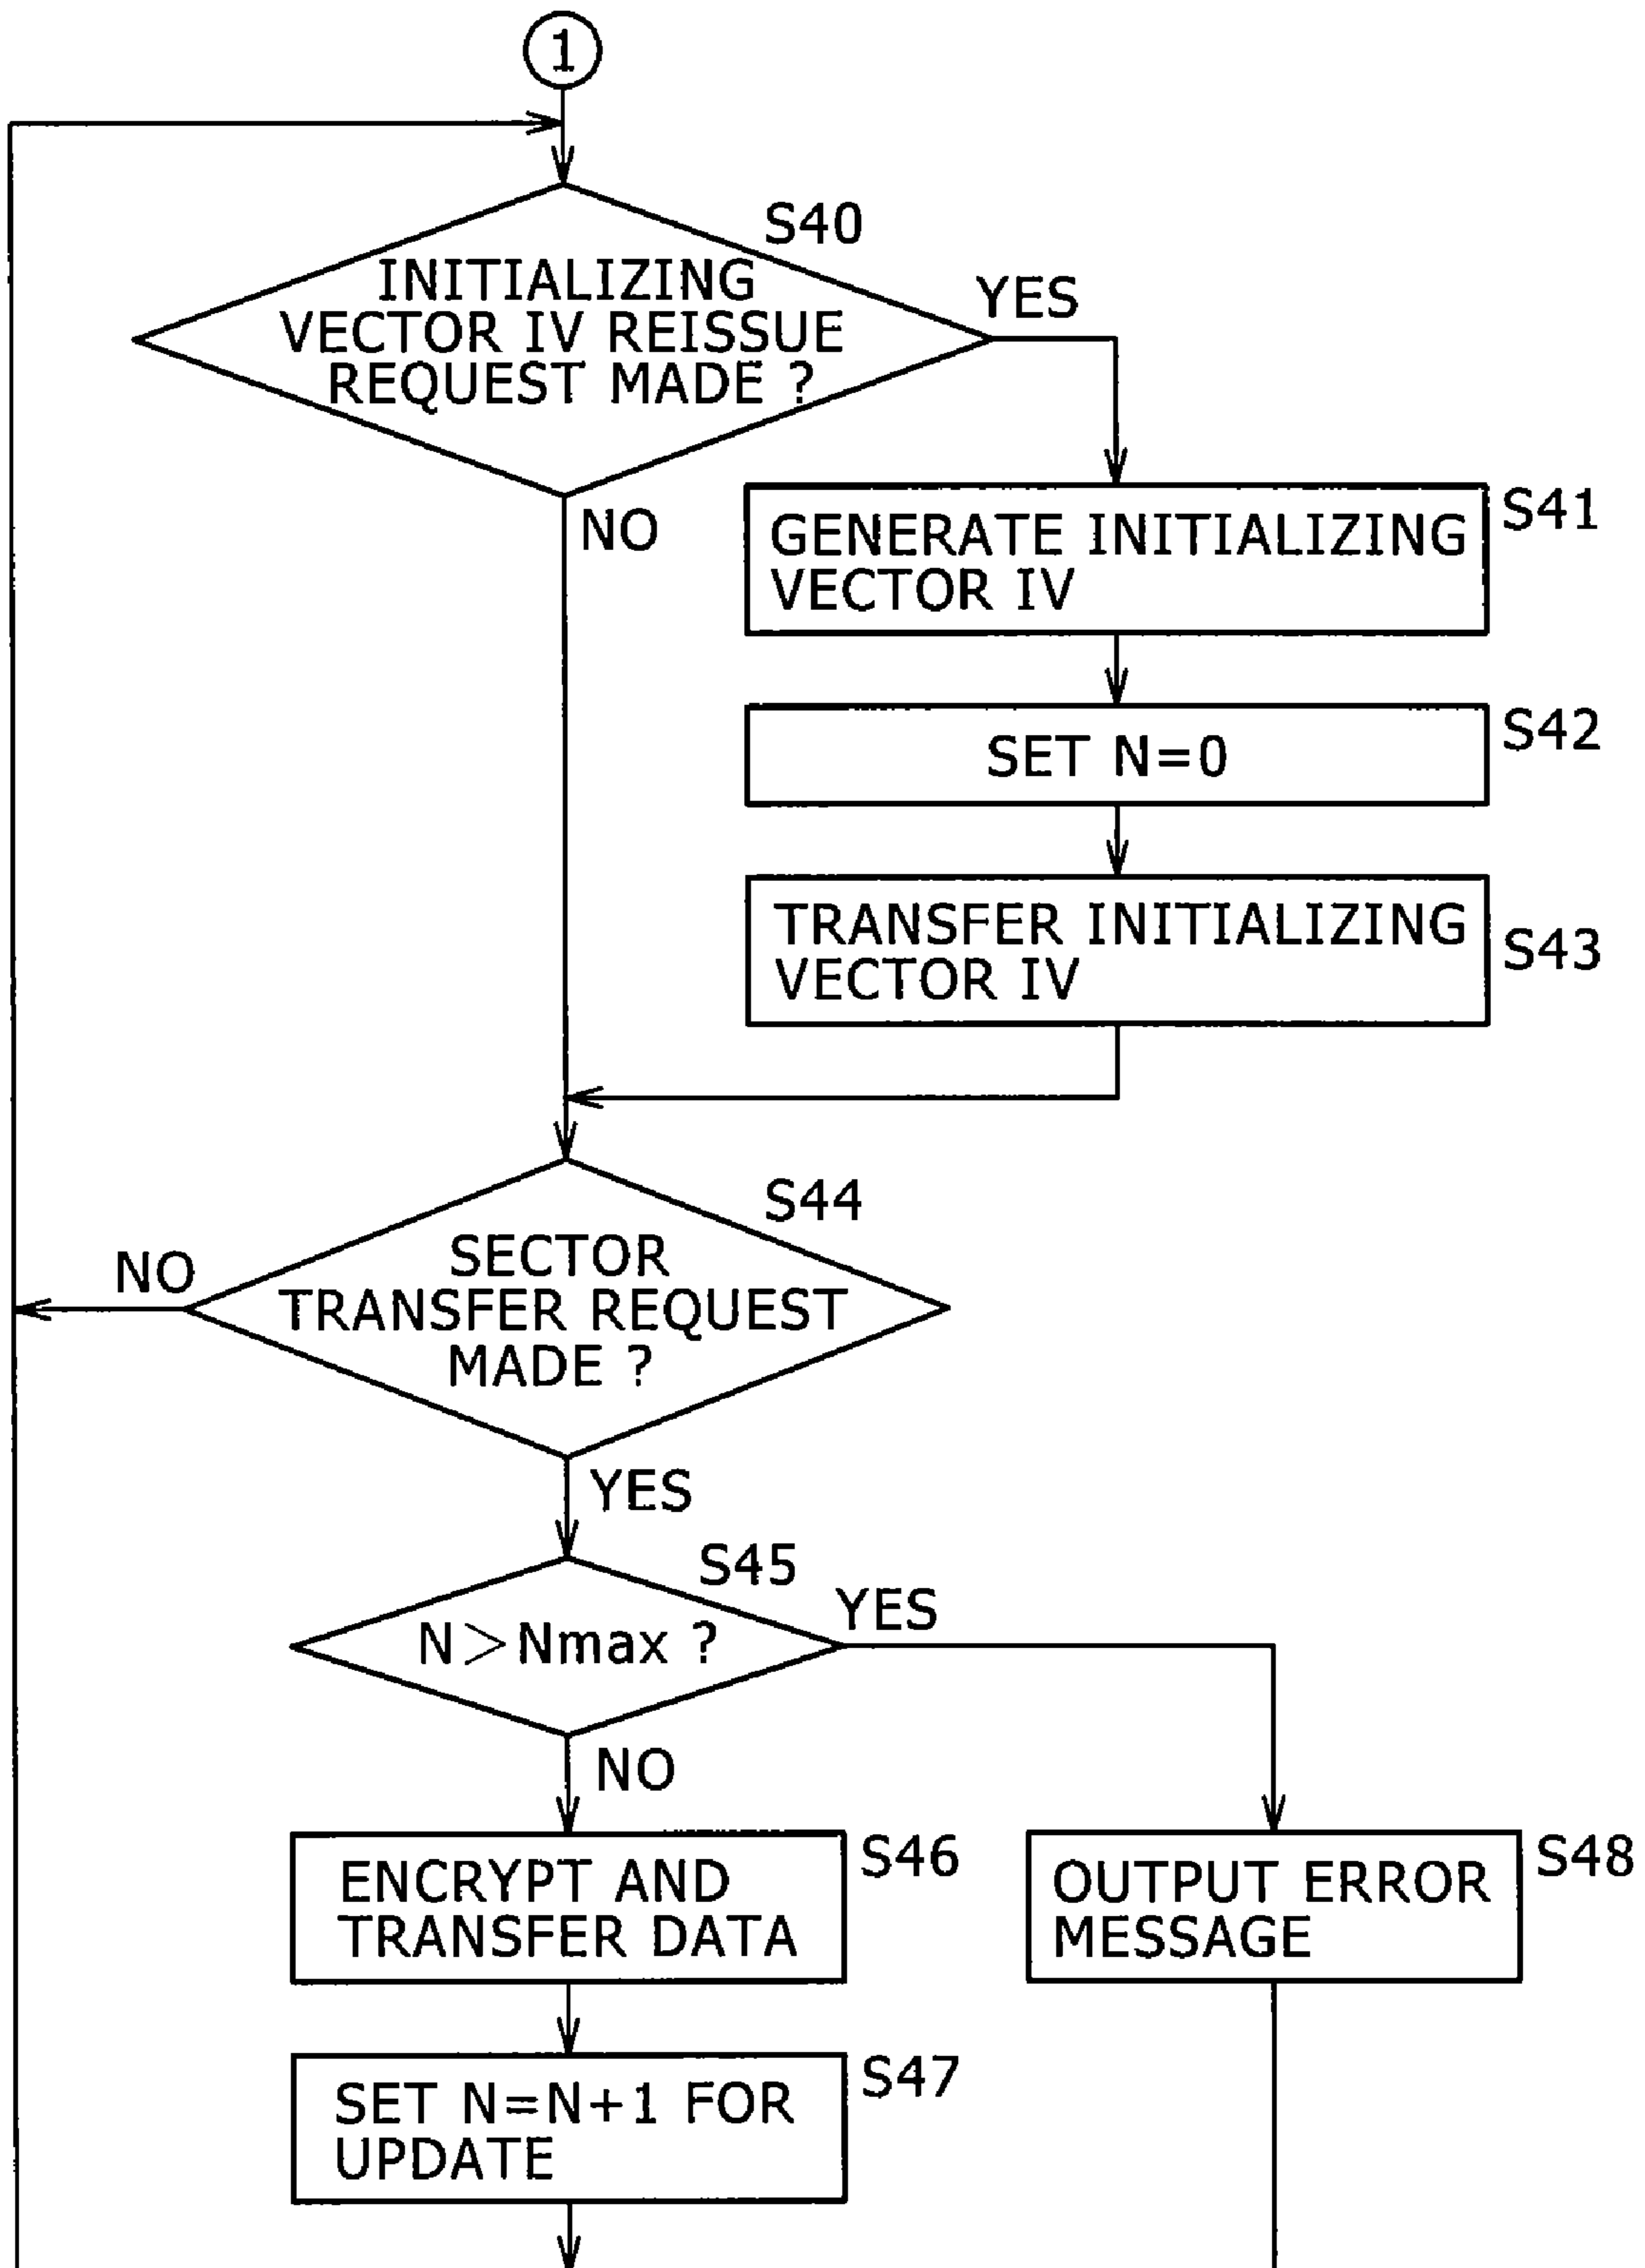 1
S40
INITIALIZING
VECTOR IV REISSUE
REQUEST MADE ?
YES
NO
S41
GENERATE INITIALIZING
VECTOR IV
S42
SET N=0
S43
TRANSFER INITIALIZING
VECTOR IV
S44
SECTOR
TRANSFER REQUEST
MADE ?
NO
YES
S45
N>Nmax ?
YES
NO
S46
ENCRYPT AND
TRANSFER DATA
S48
OUTPUT ERROR
MESSAGE
S47
SET N=N+1 FOR
UPDATE